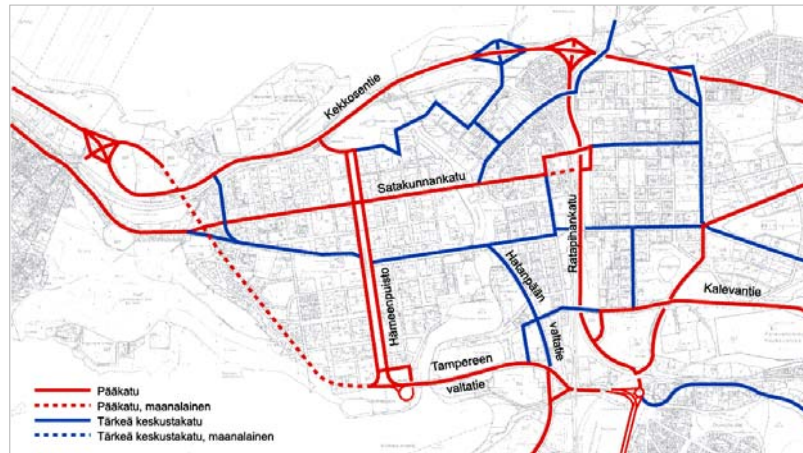 Kekkosentie
Satakunnankatu
Hämeenpuisto
Hatanpään
valtatie
Ratapihankatu
Kalevantie
Tampereen
valtatie
Pääkatu
Pääkatu, maanalainen
Tärkeä keskustakatu
Tärkeä keskustakatu, maanalainen